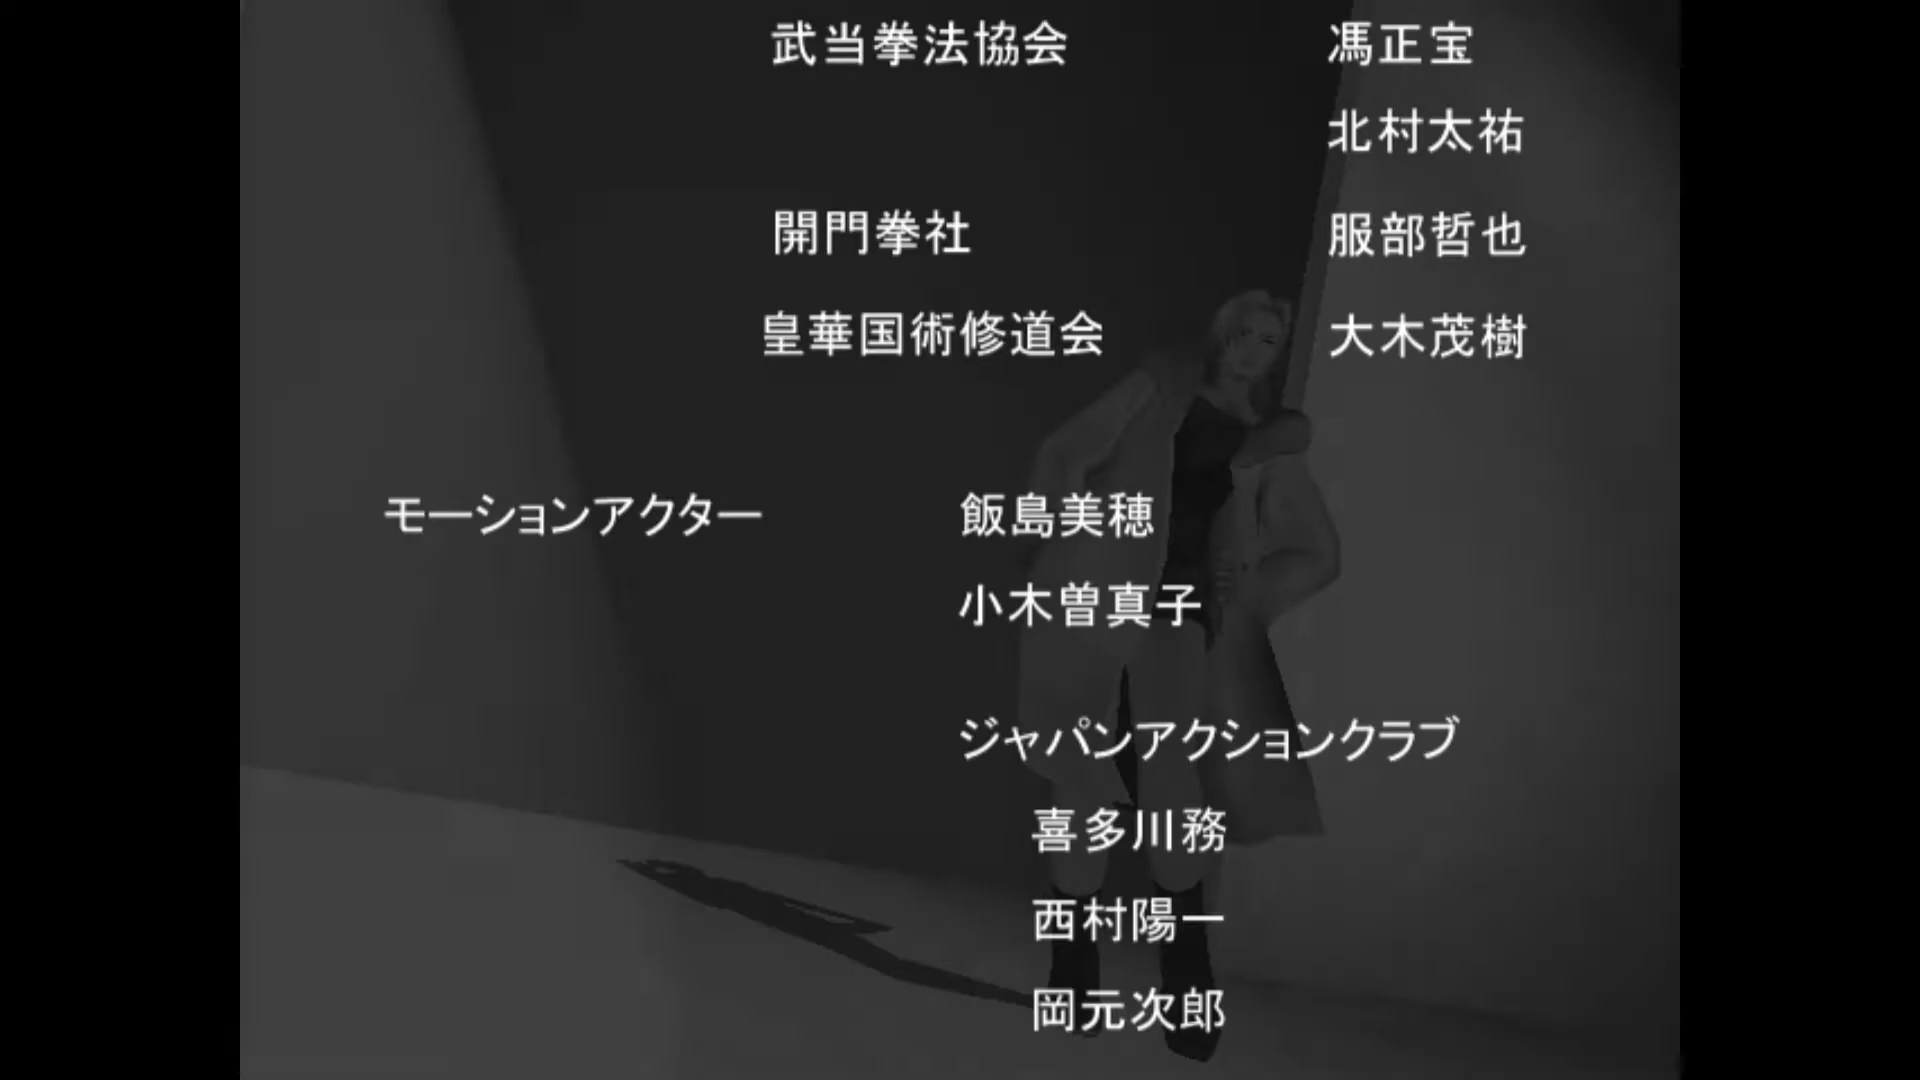 武当拳法協会 馮正宝
北村太祐
開門拳社 服部哲也
皇華国術修道会 大木茂樹
モーションアクター 飯島美穂
小木曽真子
ジャパンアクションクラブ
喜多川務
西村陽一
岡元次郎